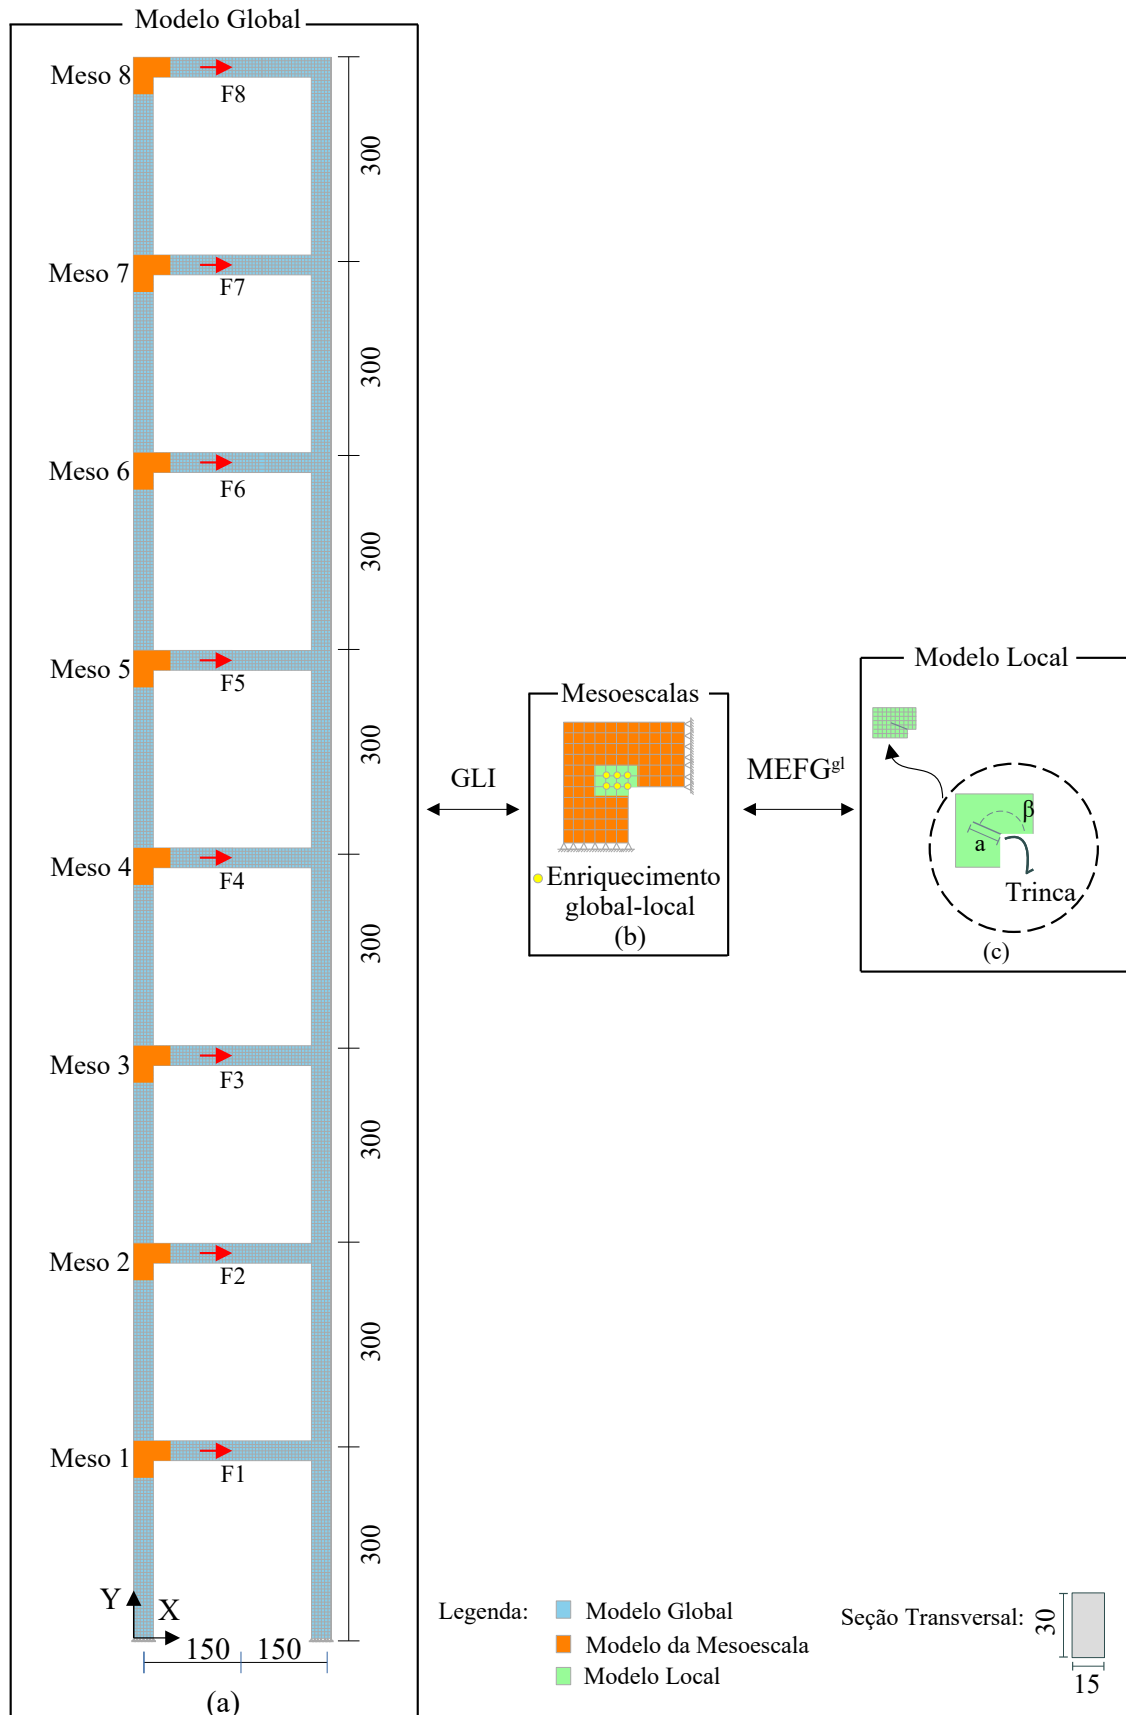 Modelo Global
Meso 8
F8
300
Meso 7
F7
300
Meso 6
F6
300
Meso 5
F5
300
Meso 4
F4
300
Meso 3
F3
300
Meso 2
F2
300
Meso 1
F1
300
Y
X
150
150
(a)
GLI
Mesoescalas
Enriquecimento
global-local
(b)
MEFGgl
Modelo Local
β
a
Trinca
(c)
Legenda:
Modelo Global
Modelo da Mesoescala
Modelo Local
Seção Transversal:
30
15